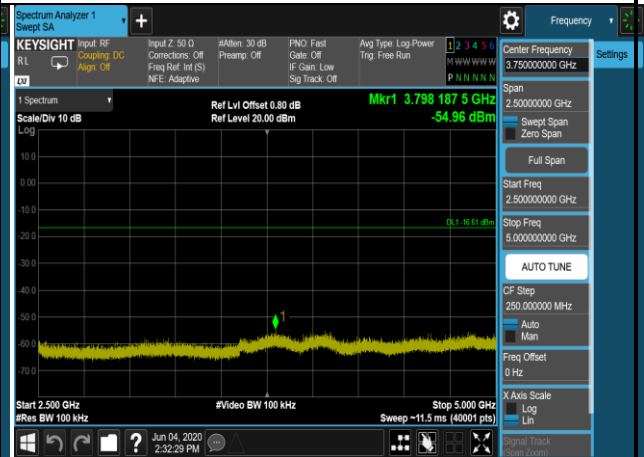 Spectrum Analyzer 1
Swept SA
Frequency
KEYSIGHT
RL
Input: RF
Coupling: DC
Align: Off
Input Z: 50 Ω
Corrections: Off
Freq Ref: Int (S)
NFE: Adaptive
#Atten: 30 dB
Preamp: Off
PNO: Fast
Gate: Off
IF Gain: Low
Sig Track: Off
Avg Type: Log-Power
Trig: Free Run
1 2 3 4 5 6
M W W W W W
P N N N N N
LXI
1 Spectrum
Scale/Div 10 dB
Log
Ref Lvl Offset 0.80 dB
Ref Level 20.00 dBm
Mkr1 3.798 187 5 GHz
-54.96 dBm
10.0
0.00
-10.0
-20.0
-30.0
-40.0
-50.0
-60.0
-70.0
DL1 -16.61 dBm
1
Start 2.500 GHz
#Res BW 100 kHz
#Video BW 100 kHz
Stop 5.000 GHz
Sweep ~11.5 ms (40001 pts)
Jun 04, 2020
2:32:29 PM
Settings
Center Frequency
3.750000000 GHz
Span
2.50000000 GHz
Swept Span
Zero Span
Full Span
Start Freq
2.500000000 GHz
Stop Freq
5.000000000 GHz
AUTO TUNE
CF Step
250.000000 MHz
Auto
Man
Freq Offset
0 Hz
X Axis Scale
Log
Lin
Signal Track
(Span Zoom)